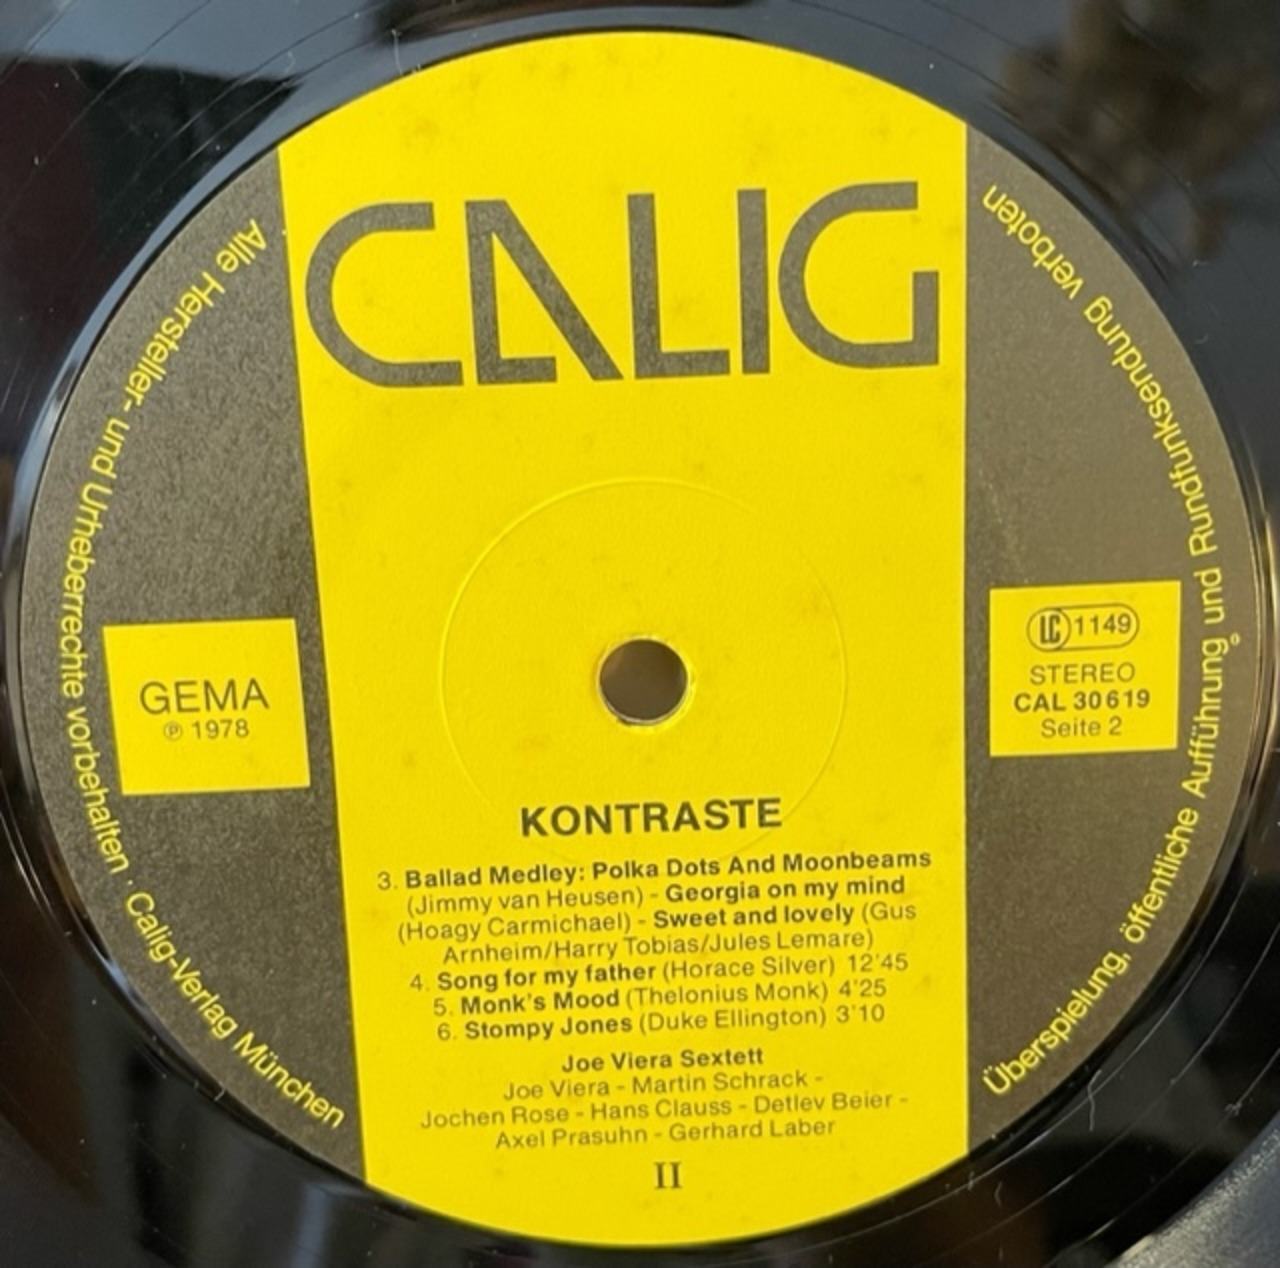 CALIG
Alle Hersteller- und Urheberrechte vorbehalten · Calig-Verlag München
Überspielung, öffentliche Aufführung und Rundfunksendung verboten
GEMA
℗ 1978
LC 1149
STEREO
CAL 30619
Seite 2
KONTRASTE
3. Ballad Medley: Polka Dots And Moonbeams
(Jimmy van Heusen) - Georgia on my mind
(Hoagy Carmichael) - Sweet and lovely (Gus
Arnheim/Harry Tobias/Jules Lemare)
4. Song for my father (Horace Silver) 12'45
5. Monk's Mood (Thelonius Monk) 4'25
6. Stompy Jones (Duke Ellington) 3'10
Joe Viera Sextett
Joe Viera - Martin Schrack -
Jochen Rose - Hans Clauss - Detlev Beier -
Axel Prasuhn - Gerhard Laber
II